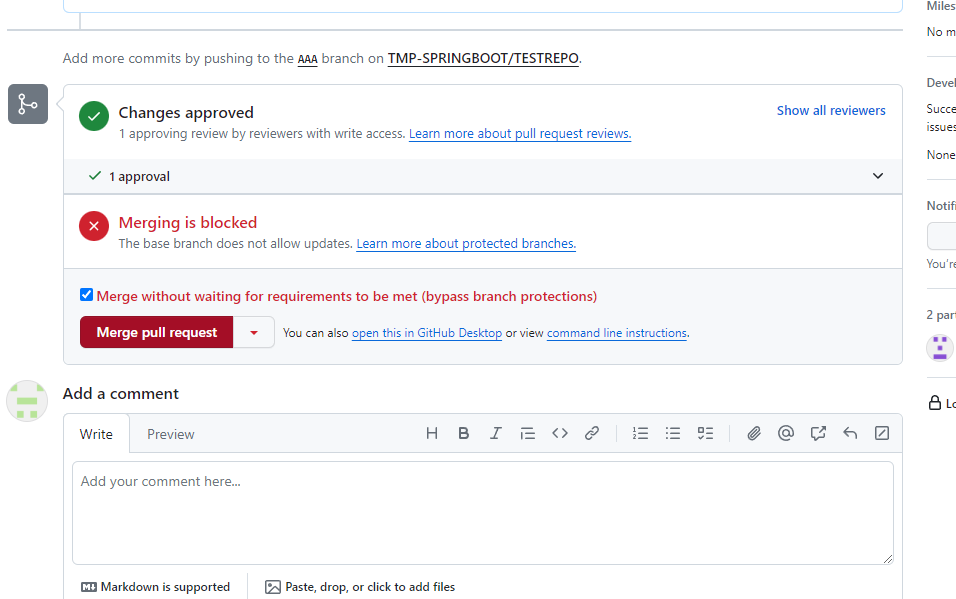 Miles
No m
Add more commits by pushing to the AAA branch on TMP-SPRINGBOOT/TESTREPO.
Changes approved
Show all reviewers
1 approving review by reviewers with write access. Learn more about pull request reviews.
1 approval
Merging is blocked
The base branch does not allow updates. Learn more about protected branches.
Merge without waiting for requirements to be met (bypass branch protections)
Merge pull request
You can also open this in GitHub Desktop or view command line instructions.
Add a comment
Write
Preview
Add your comment here...
Markdown is supported
Paste, drop, or click to add files
Devel
Succe
issues
None
Notifi
You're
2 part
Lo